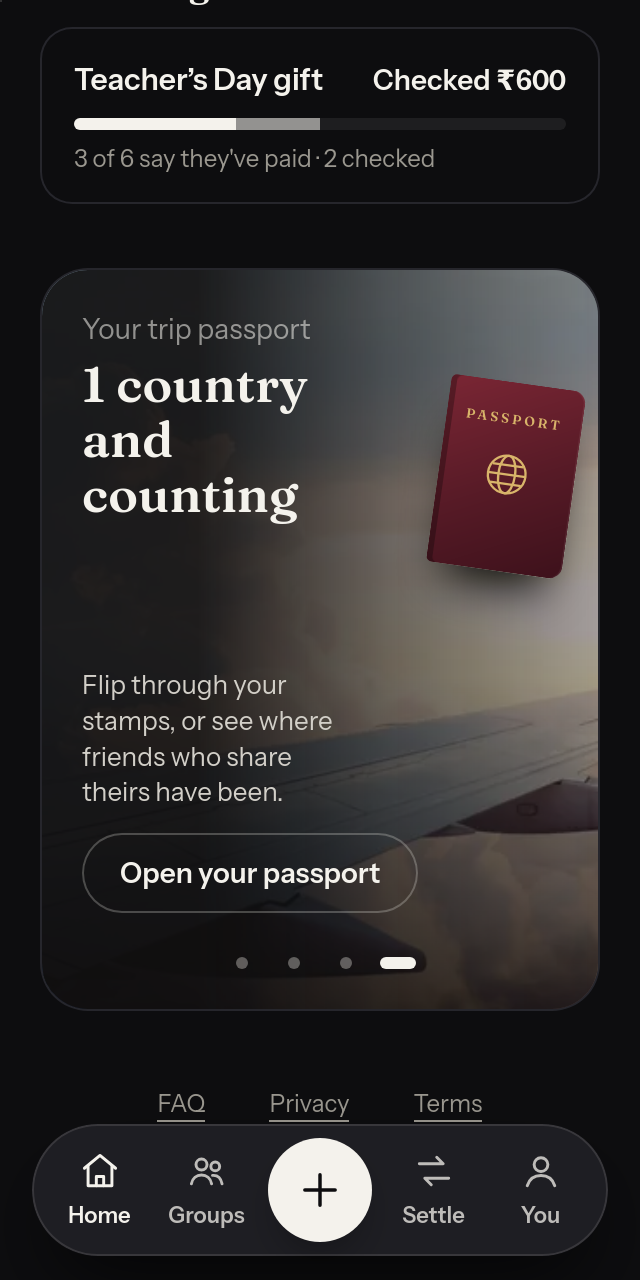 Teacher’s Day gift
Checked ₹600
3 of 6 say they've paid · 2 checked
Your trip passport
1 country
and
counting
PASSPORT
Flip through your
stamps, or see where
friends who share
theirs have been.
Open your passport
FAQ
Privacy
Terms
Home
Groups
Settle
You